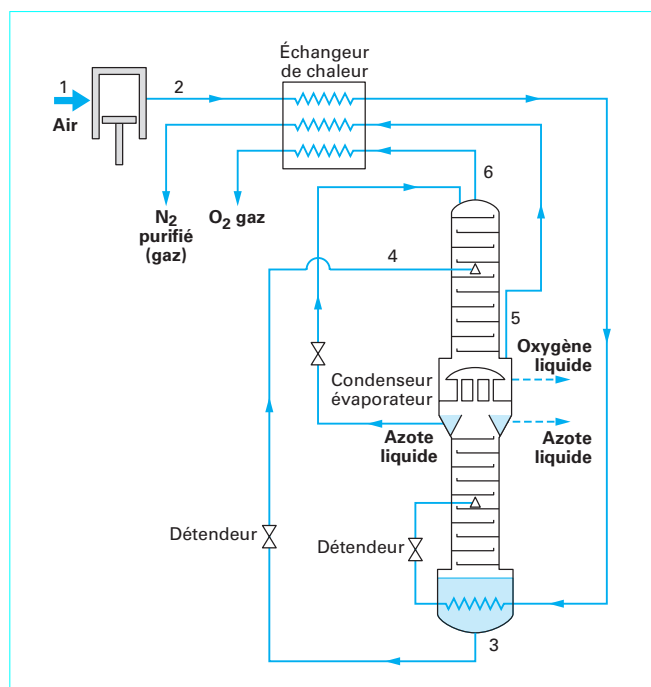 Échangeur
de chaleur
1
2
Air
6
N2
purifié
(gaz)
O2 gaz
4
5
Oxygène
liquide
Condenseur
évaporateur
Azote
liquide
Azote
liquide
Détendeur
Détendeur
3